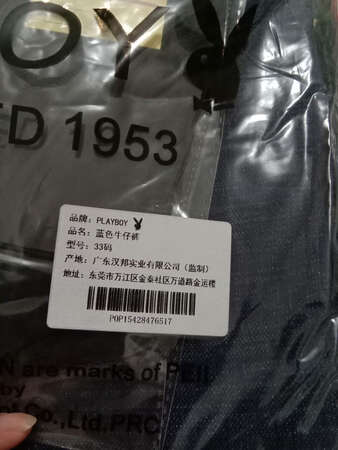 OY
ED 1953
品牌: PLAYBOY
品名: 蓝色牛仔裤
型号: 33码
产地: 广东汉邦实业有限公司（监制）
地址: 东莞市万江区金泰社区万道路金运楼
POP15428476517
N are marks of PEII
by
Co.,Ltd.PRC